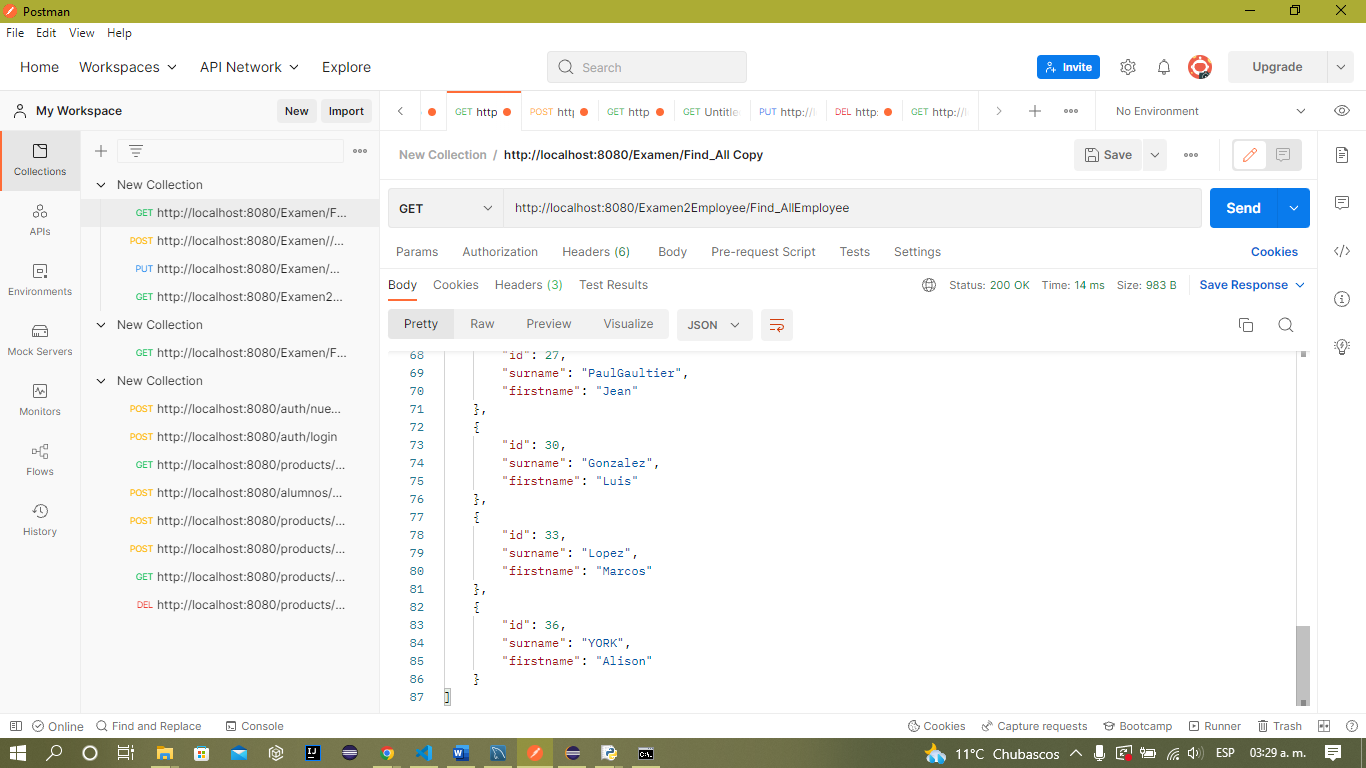 Postman
File Edit View Help
Home Workspaces API Network Explore
Search
Invite
Upgrade
My Workspace
New Import
GET http
POST htt
GET http
GET Untitle
PUT http://
DEL http:
GET http://
No Environment
Collections
APIs
Environments
Mock Servers
Monitors
Flows
History
New Collection
GET http://localhost:8080/Examen/F...
POST http://localhost:8080/Examen//...
PUT http://localhost:8080/Examen/...
GET http://localhost:8080/Examen2...
New Collection
GET http://localhost:8080/Examen/F...
New Collection
POST http://localhost:8080/auth/nue...
POST http://localhost:8080/auth/login
GET http://localhost:8080/products/...
POST http://localhost:8080/alumnos/...
POST http://localhost:8080/products/...
POST http://localhost:8080/products/...
GET http://localhost:8080/products/...
DEL http://localhost:8080/products/...
New Collection / http://localhost:8080/Examen/Find_All Copy
Save
GET http://localhost:8080/Examen2Employee/Find_AllEmployee
Send
Params Authorization Headers (6) Body Pre-request Script Tests Settings Cookies
Body Cookies Headers (3) Test Results
Status: 200 OK Time: 14 ms Size: 983 B Save Response
Pretty Raw Preview Visualize JSON
68 "id": 27,
69 "surname": "PaulGaultier",
70 "firstname": "Jean"
71 },
72 {
73 "id": 30,
74 "surname": "Gonzalez",
75 "firstname": "Luis"
76 },
77 {
78 "id": 33,
79 "surname": "Lopez",
80 "firstname": "Marcos"
81 },
82 {
83 "id": 36,
84 "surname": "YORK",
85 "firstname": "Alison"
86 }
87 ]
Online Find and Replace Console
Cookies Capture requests Bootcamp Runner Trash
11°C Chubascos ESP 03:29 a. m.